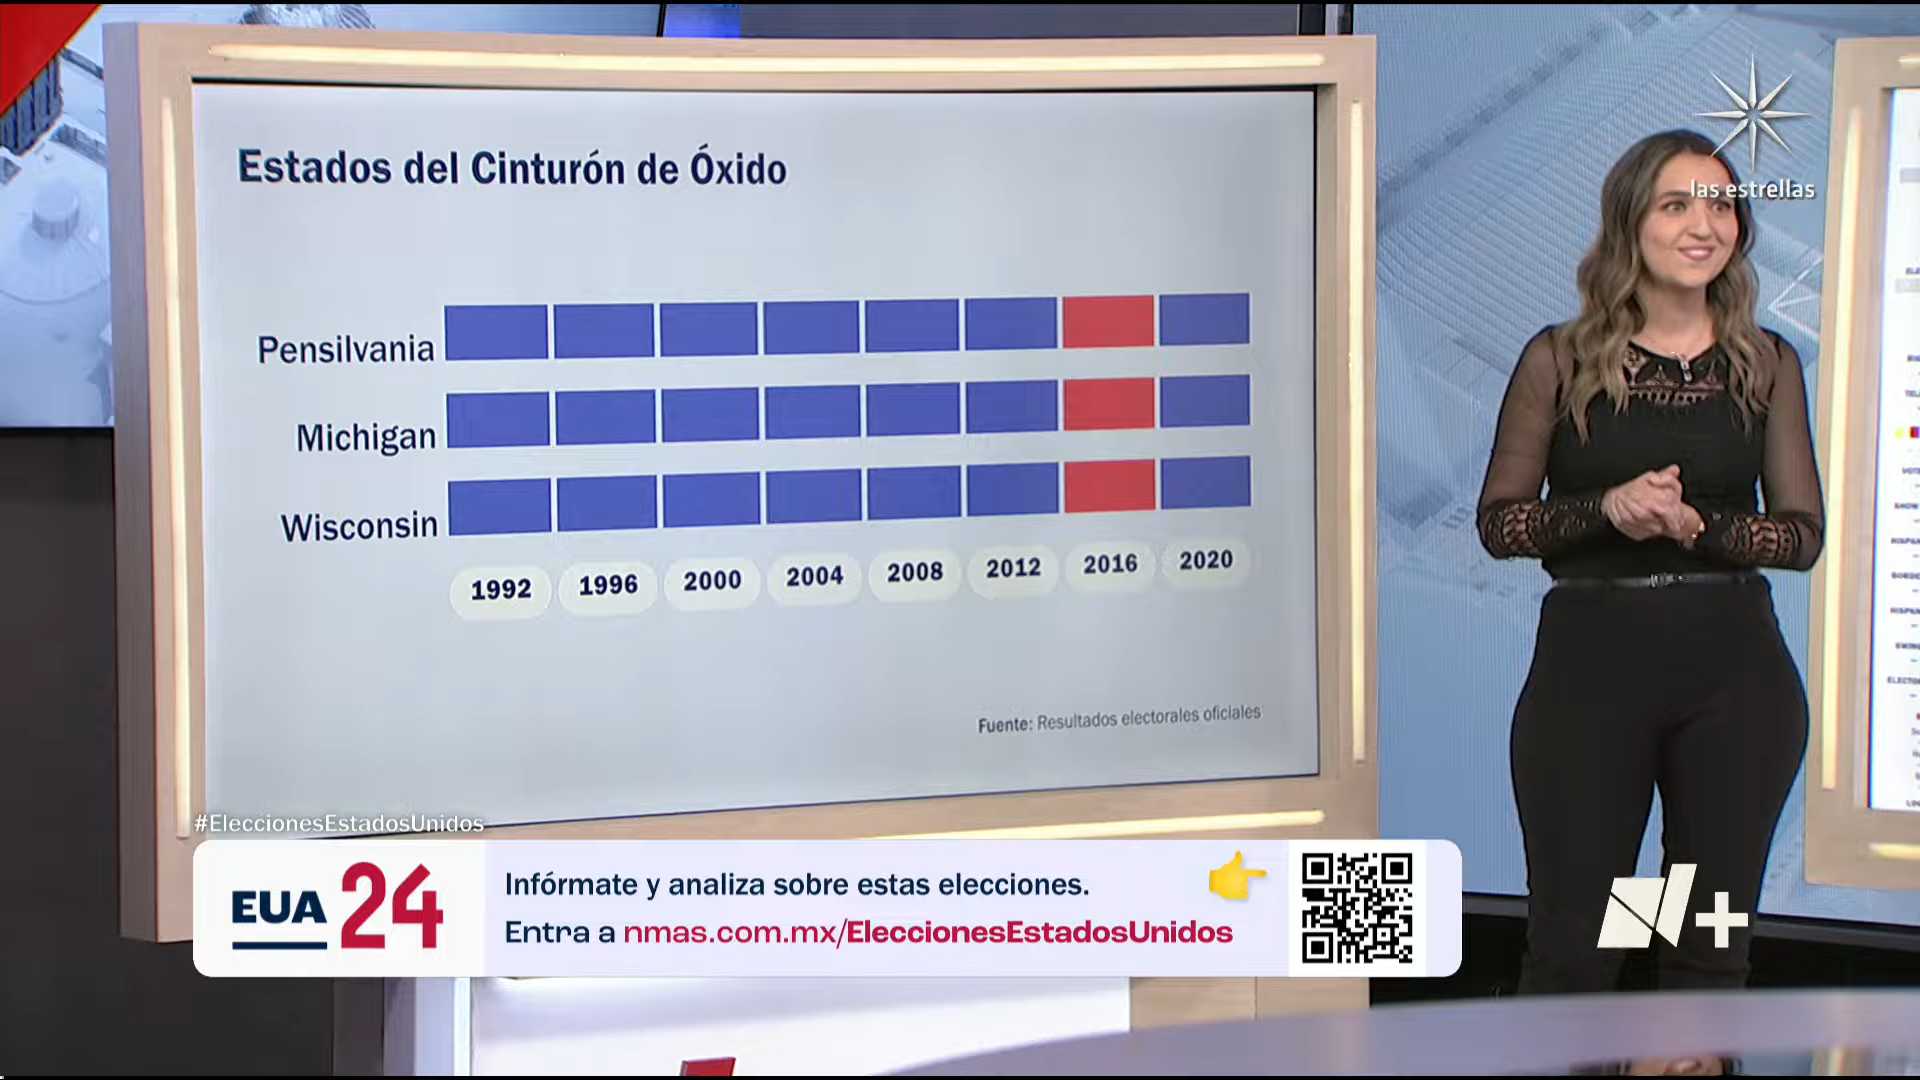 Estados del Cinturón de Óxido
las estrellas
Pensilvania
Michigan
Wisconsin
1992 1996 2000 2004 2008 2012 2016 2020
Fuente: Resultados electorales oficiales
#EleccionesEstadosUnidos
EUA 24
Infórmate y analiza sobre estas elecciones.
Entra a nmas.com.mx/EleccionesEstadosUnidos
N+